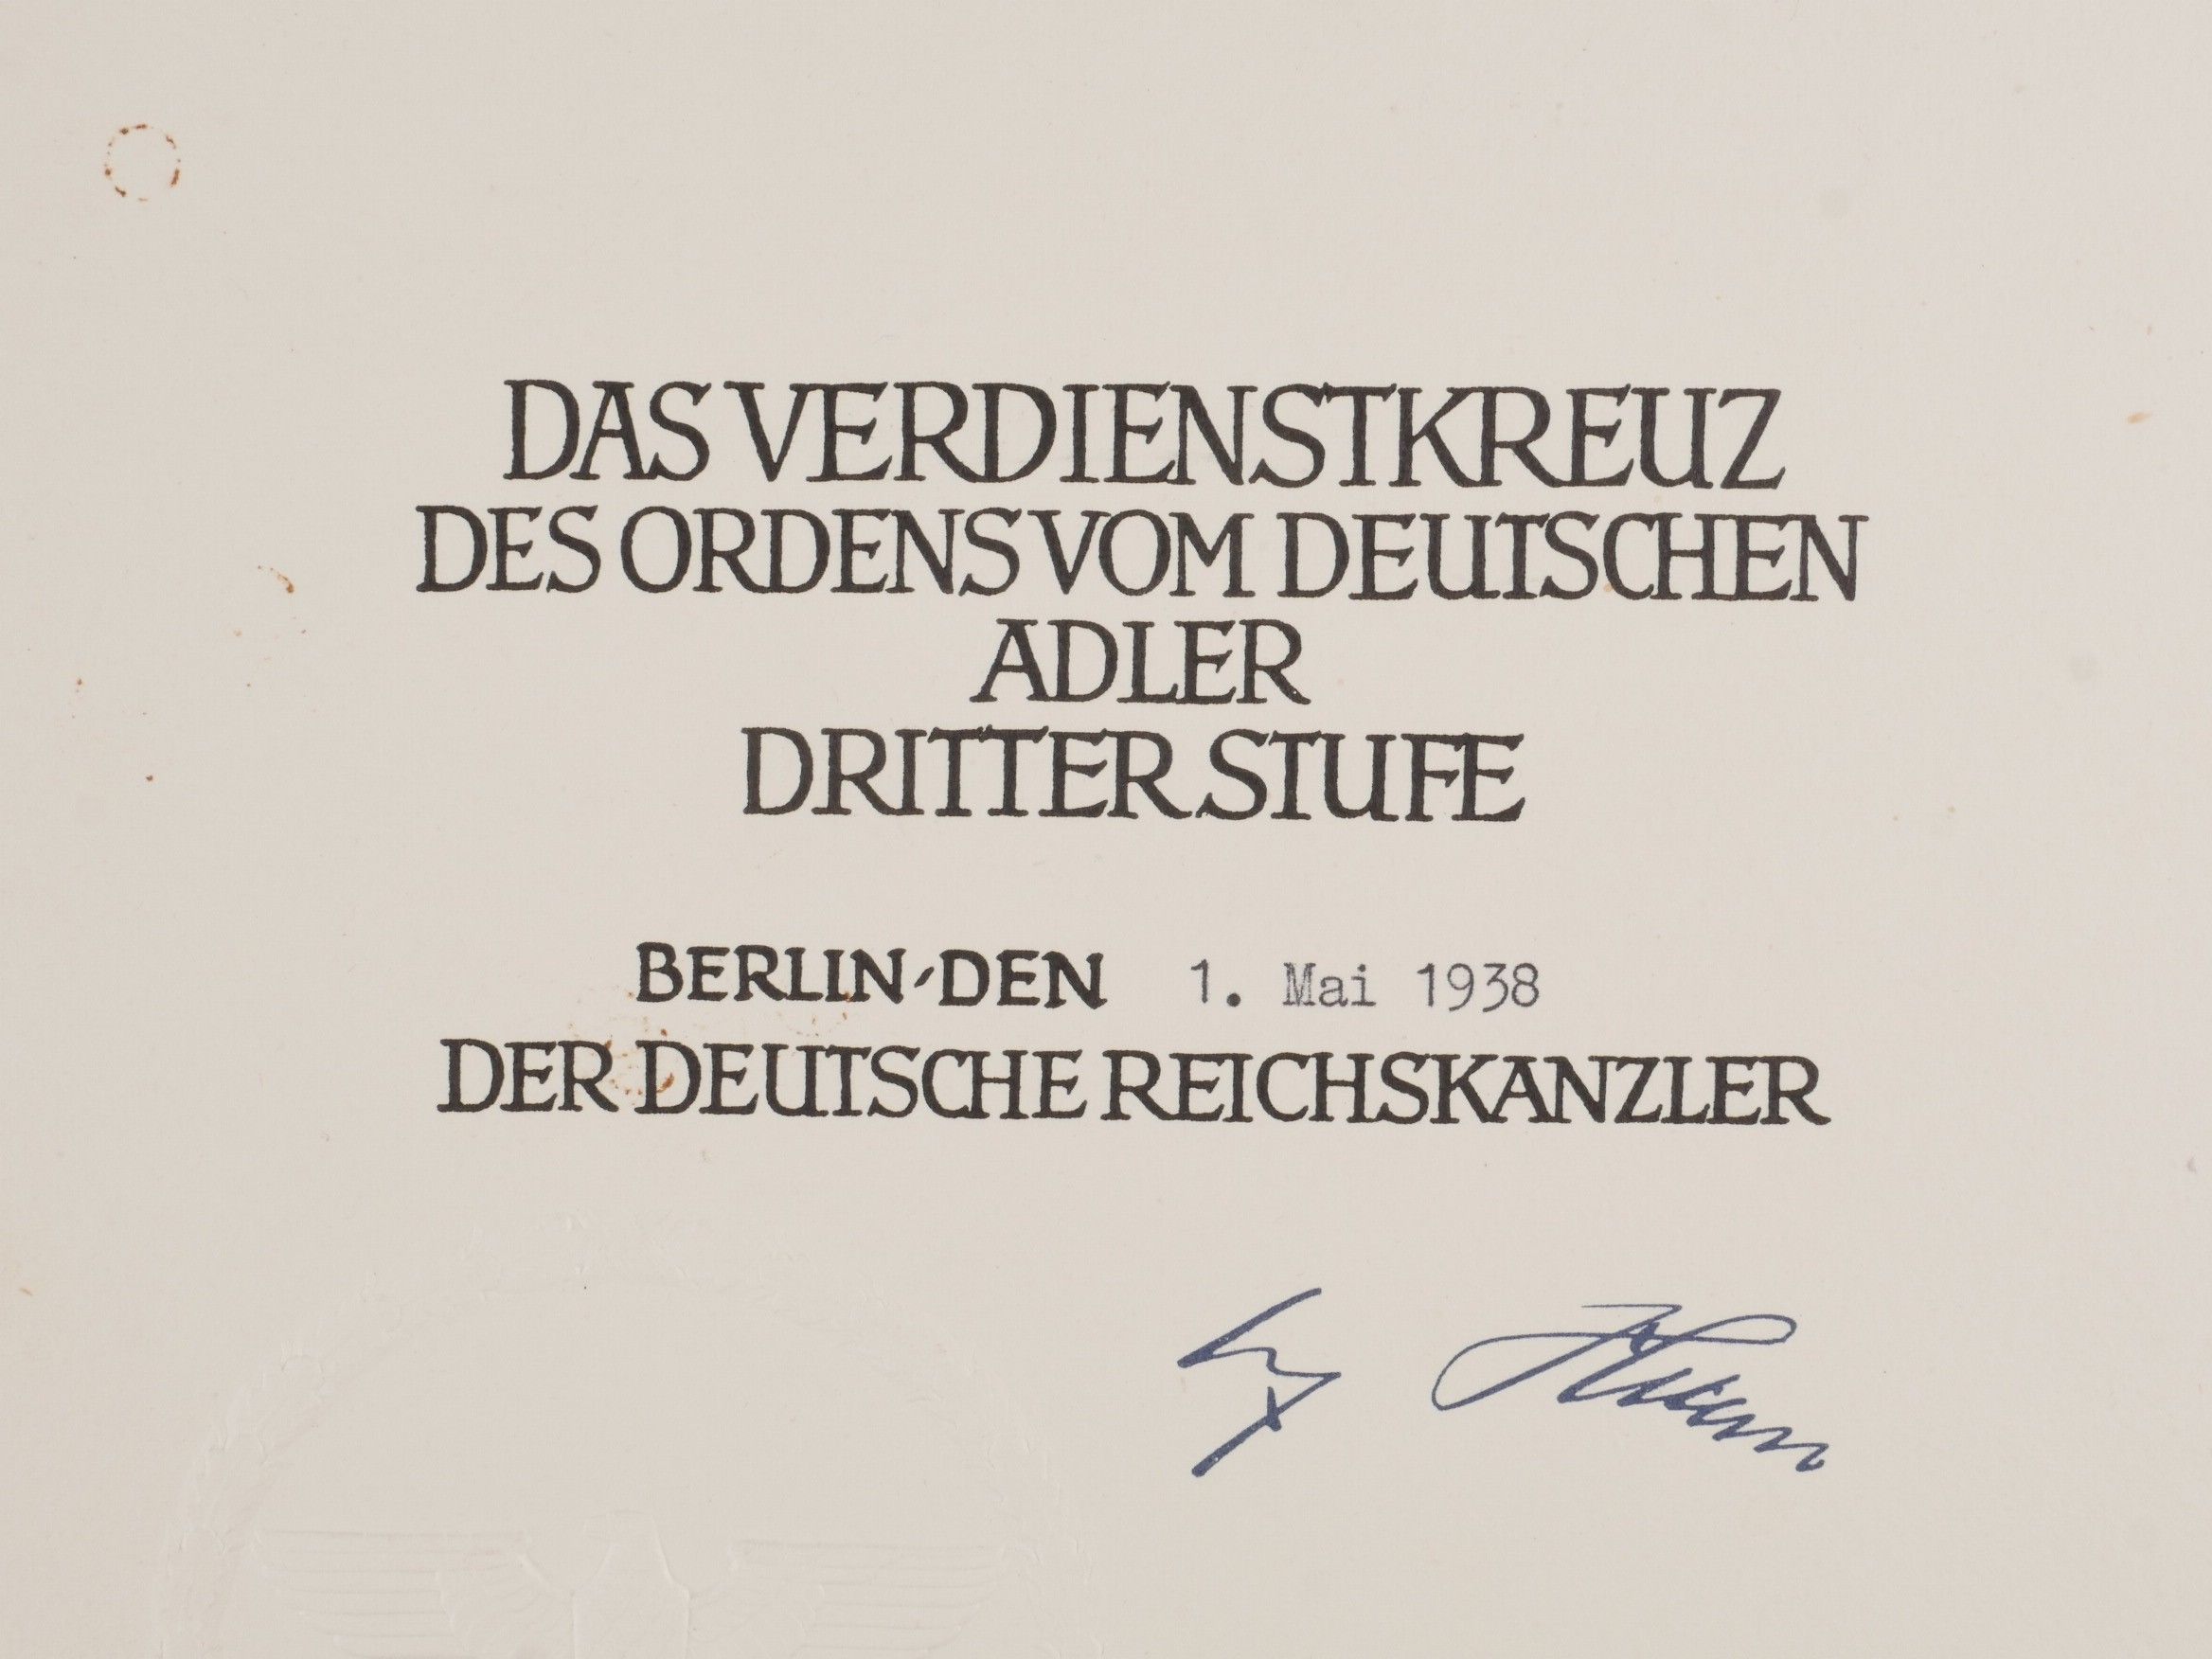 DAS VERDIENSTKREUZ
DES ORDENS VOM DEUTSCHEN
ADLER
DRITTER STUFE
BERLIN, DEN 1. Mai 1938
DER DEUTSCHE REICHSKANZLER